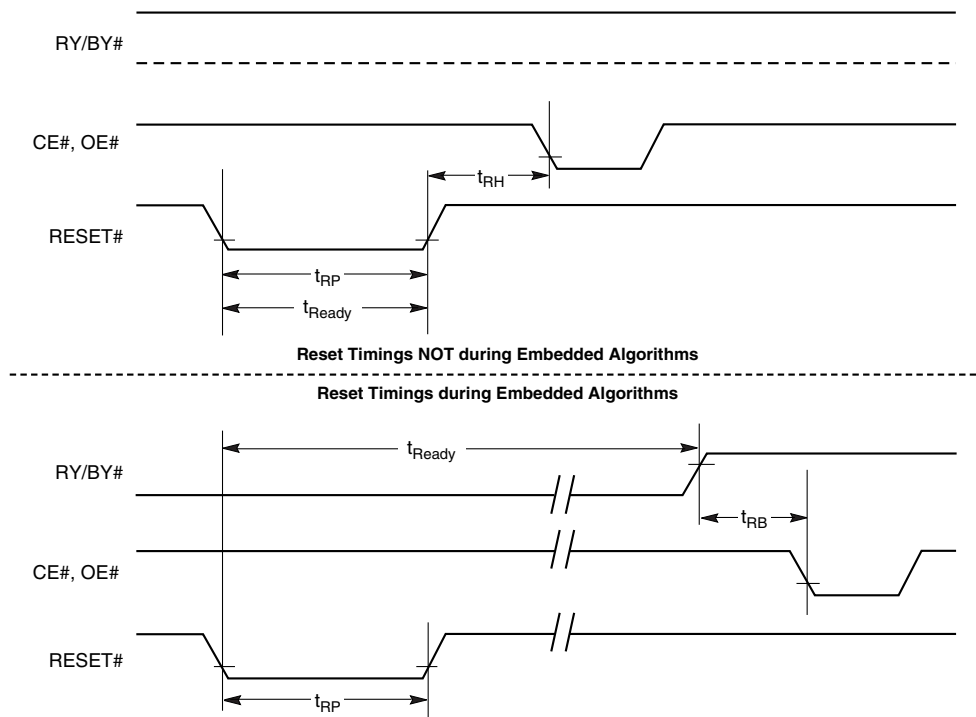 RY/BY#
CE#, OE#
tRH
RESET#
tRP
tReady
Reset Timings NOT during Embedded Algorithms
Reset Timings during Embedded Algorithms
tReady
RY/BY#
tRB
CE#, OE#
RESET#
tRP